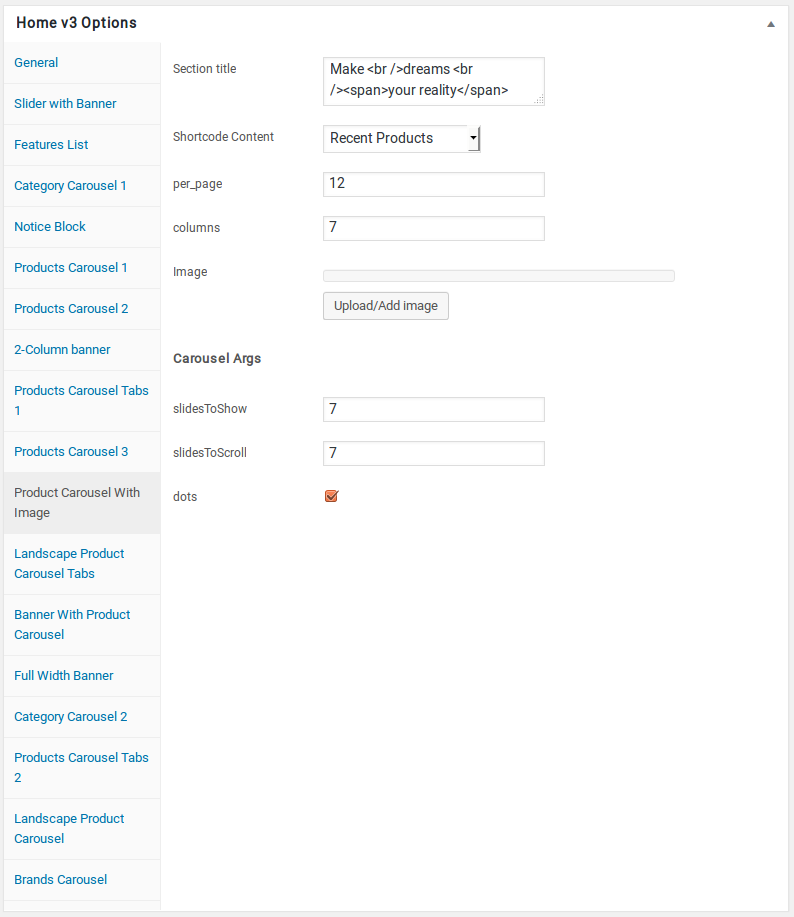 Home v3 Options
General
Slider with Banner
Features List
Category Carousel 1
Notice Block
Products Carousel 1
Products Carousel 2
2-Column banner
Products Carousel Tabs
1
Products Carousel 3
Product Carousel With
Image
Landscape Product
Carousel Tabs
Banner With Product
Carousel
Full Width Banner
Category Carousel 2
Products Carousel Tabs
2
Landscape Product
Carousel
Brands Carousel
Section title
Make <br />dreams <br
/><span>your reality</span>
Shortcode Content
Recent Products
per_page
12
columns
7
Image
Upload/Add image
Carousel Args
slidesToShow
7
slidesToScroll
7
dots